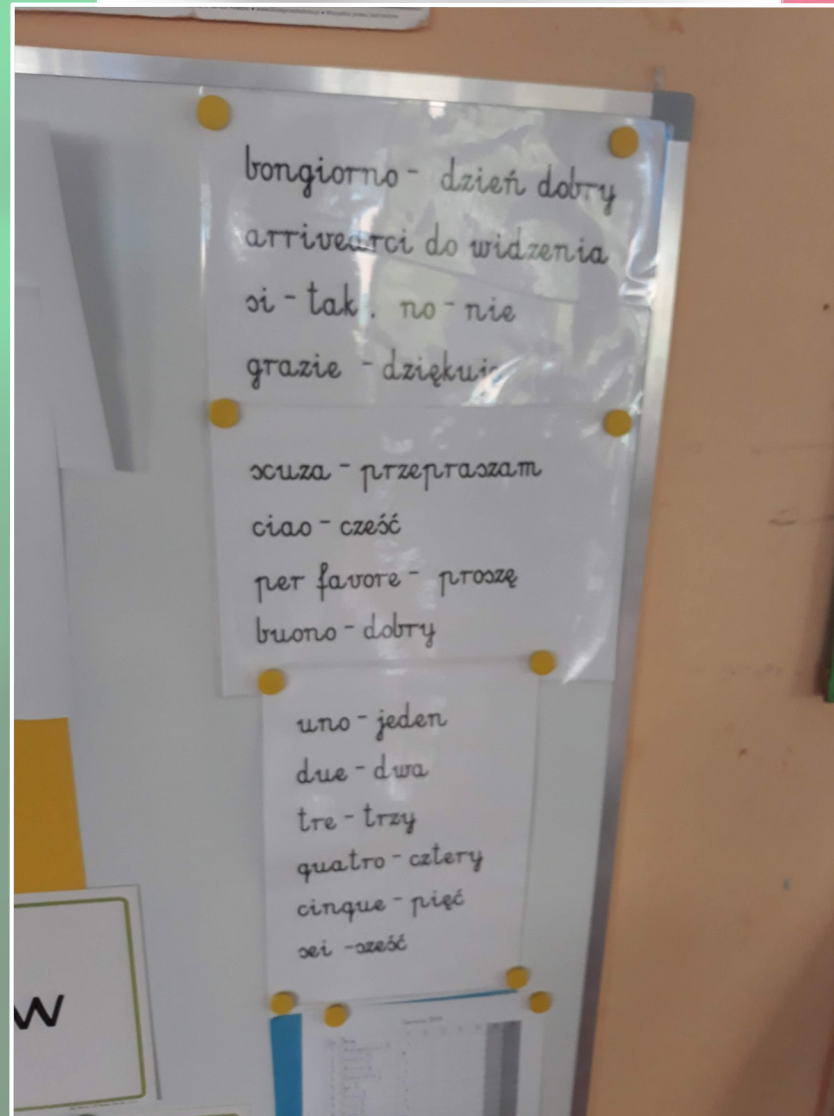 bongiorno - dzień dobry
arrivearci do widzenia
si - tak. no - nie
grazie - dziękuję
scuza - przepraszam
ciao - cześć
per favore - proszę
buono - dobry
uno - jeden
due - dwa
tre - trzy
quatro - cztery
cinque - pięć
sei - sześć
w